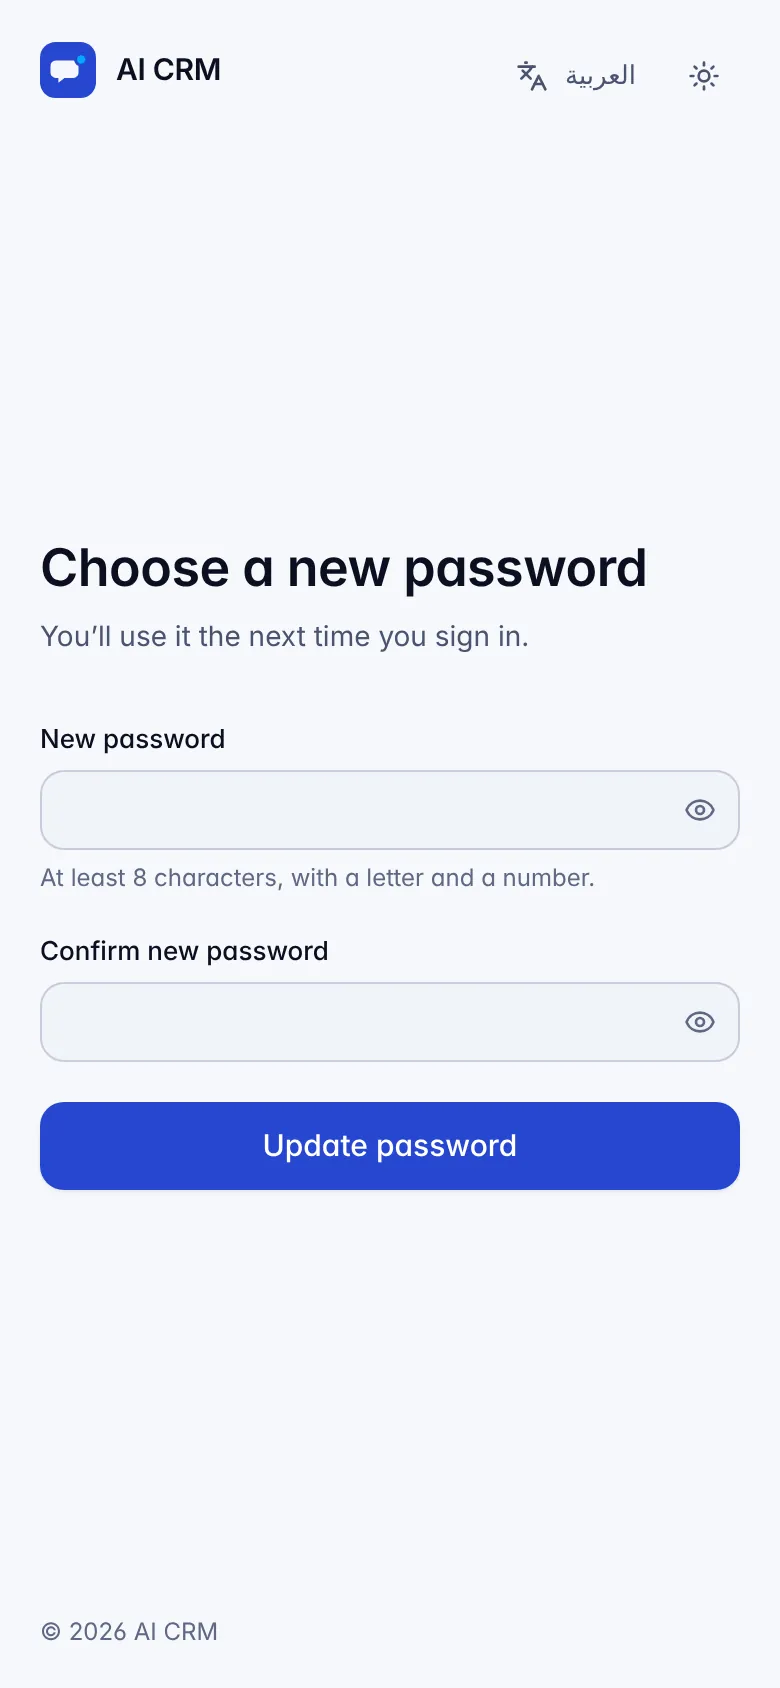 AI CRM
العربية
Choose a new password
You’ll use it the next time you sign in.
New password
At least 8 characters, with a letter and a number.
Confirm new password
Update password
© 2026 AI CRM